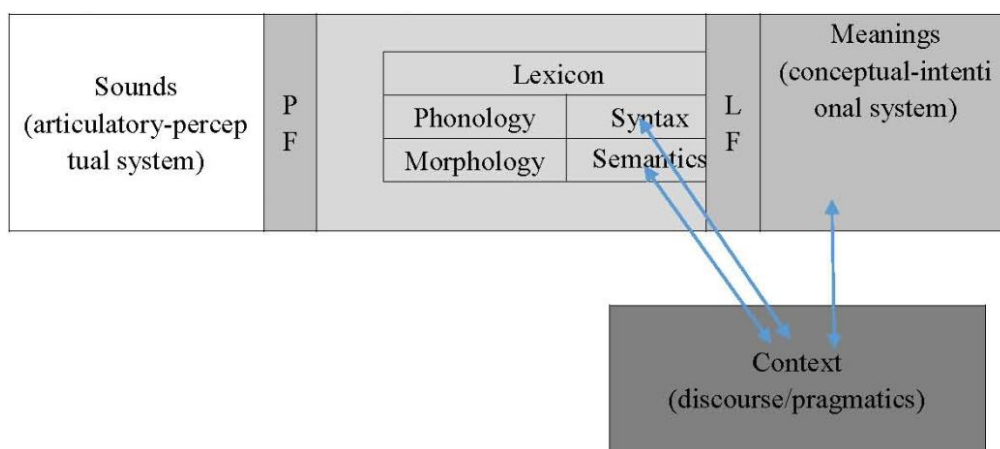 Sounds
(articulatory-percep
tual system)
P
F
Lexicon
Phonology
Syntax
Morphology
Semantics
L
F
Meanings
(conceptual-intenti
onal system)
Context
(discourse/pragmatics)